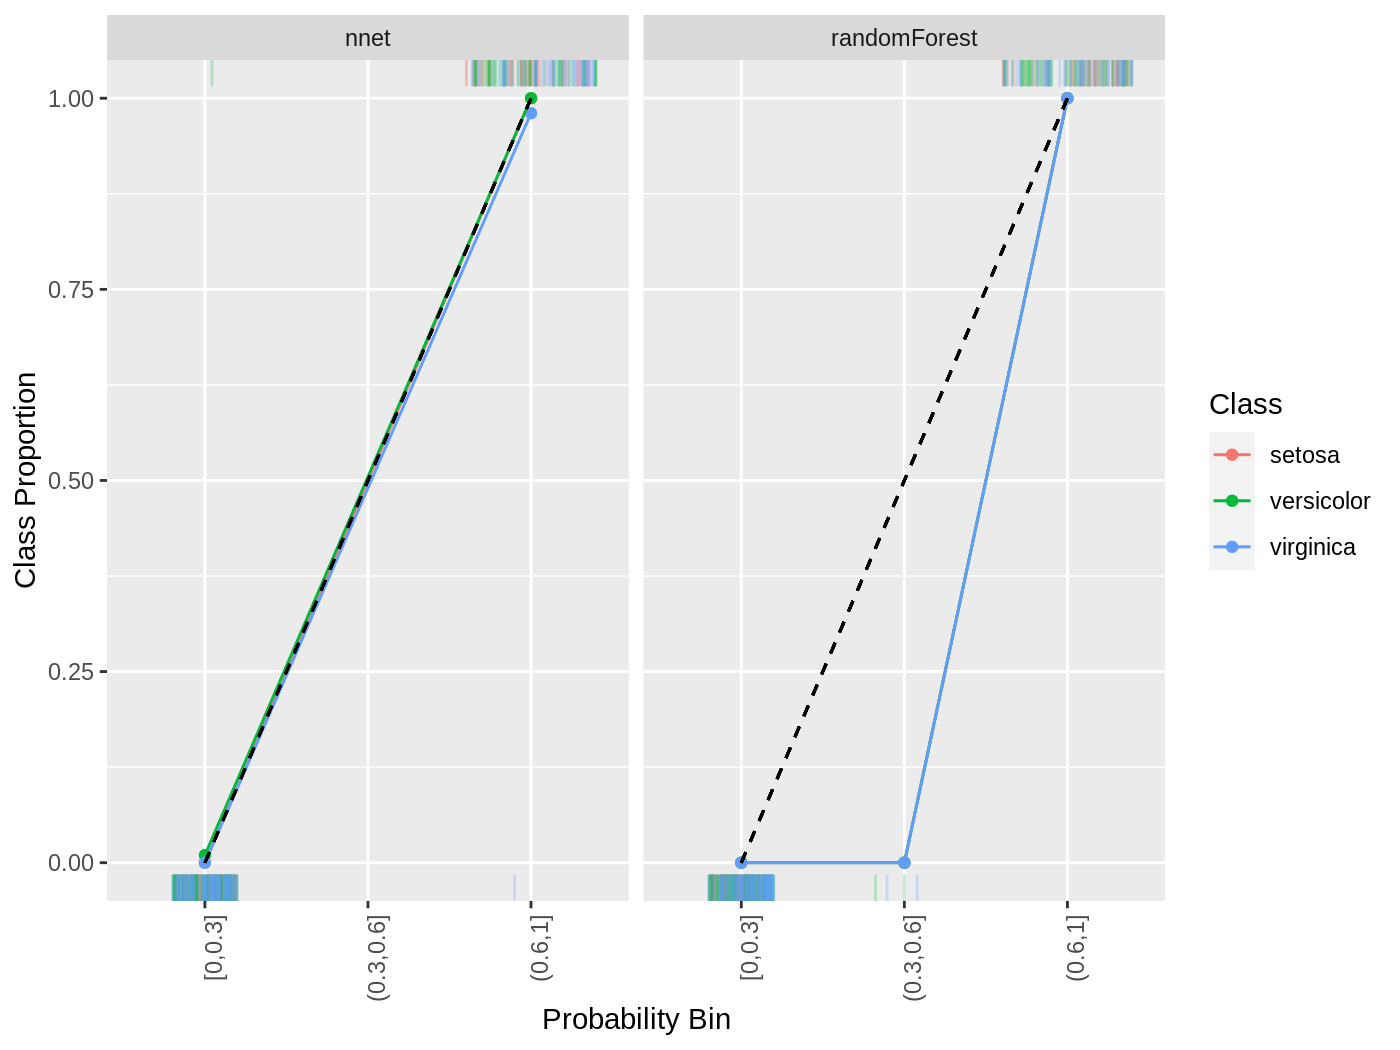 nnet
randomForest
1.00
0.75
0.50
0.25
0.00
Class Proportion
[0,0.3]
(0.3,0.6]
(0.6,1]
[0,0.3]
(0.3,0.6]
(0.6,1]
Probability Bin
Class
setosa
versicolor
virginica